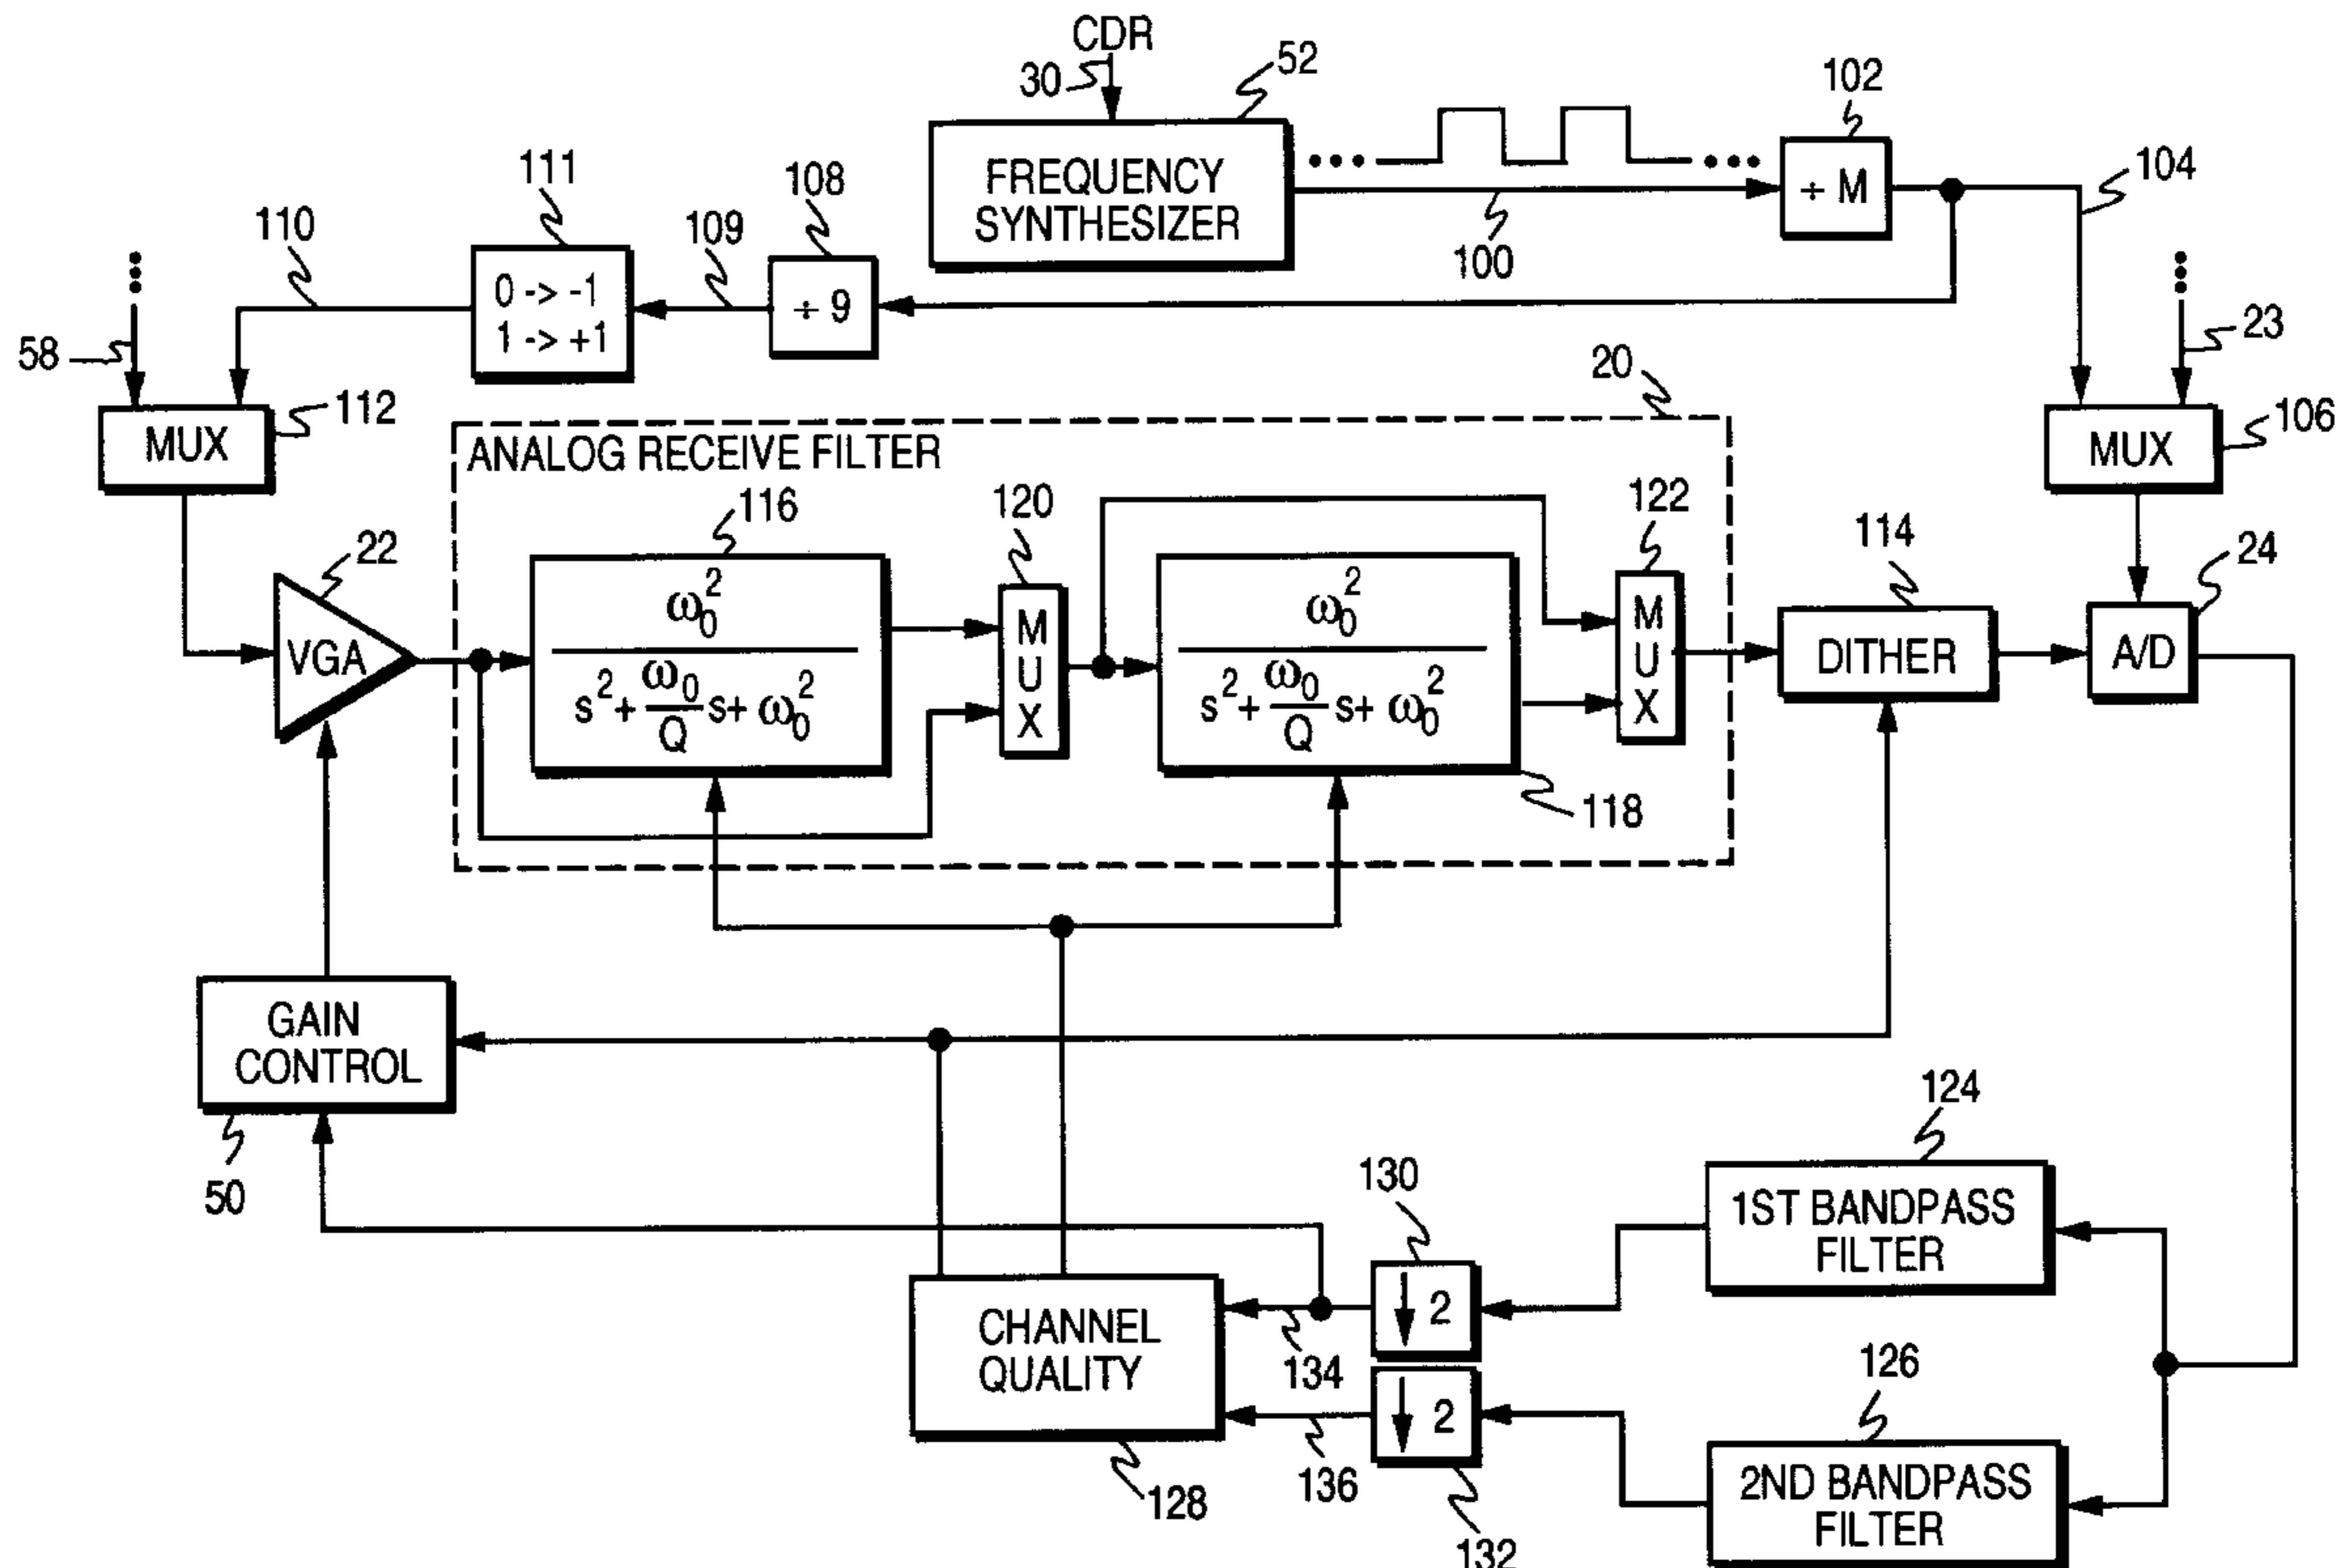 CDR
30
52
102
FREQUENCY
SYNTHESIZER
100
÷ M
104
111
108
110
109
0 -> -1
1 -> +1
÷ 9
58
23
20
MUX
112
MUX
106
ANALOG RECEIVE FILTER
116
120
122
114
22
24
VGA
ω₀²
s² + ω₀/Q s + ω₀²
M
U
X
ω₀²
s² + ω₀/Q s + ω₀²
M
U
X
DITHER
A/D
118
GAIN
CONTROL
50
124
1ST BANDPASS
FILTER
130
↓ 2
CHANNEL
QUALITY
134
126
↓ 2
136
128
132
2ND BANDPASS
FILTER